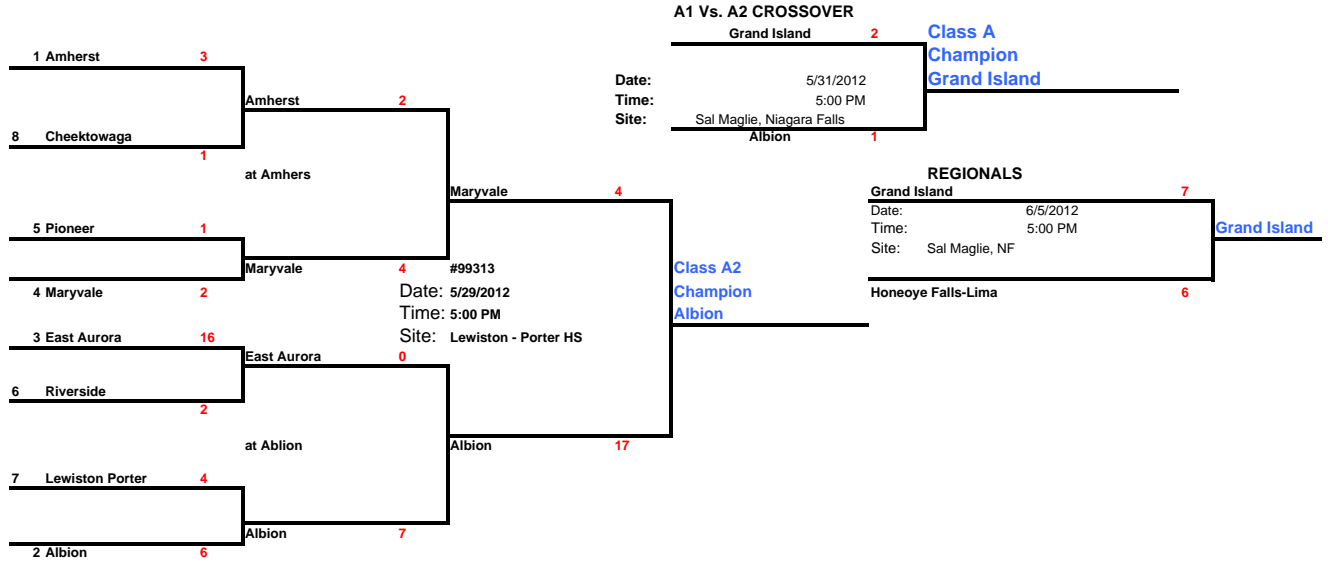 A1 Vs. A2 CROSSOVER
Grand Island 2 Class A
1 Amherst 3 Champion
Date: 5/31/2012 Grand Island
Amherst 2 Time: 5:00 PM
Site: Sal Maglie, Niagara Falls
8 Cheektowaga Albion 1
1
at Amhers REGIONALS
Maryvale 4 Grand Island 7
Date: 6/5/2012
5 Pioneer 1 Time: 5:00 PM Grand Island
Site: Sal Maglie, NF
Maryvale 4 #99313 Class A2
4 Maryvale 2 Date: 5/29/2012 Champion Honeoye Falls-Lima 6
Time: 5:00 PM Albion
3 East Aurora 16 Site: Lewiston - Porter HS
East Aurora 0
6 Riverside
2
at Ablion Albion 17
7 Lewiston Porter 4
Albion 7
2 Albion 6